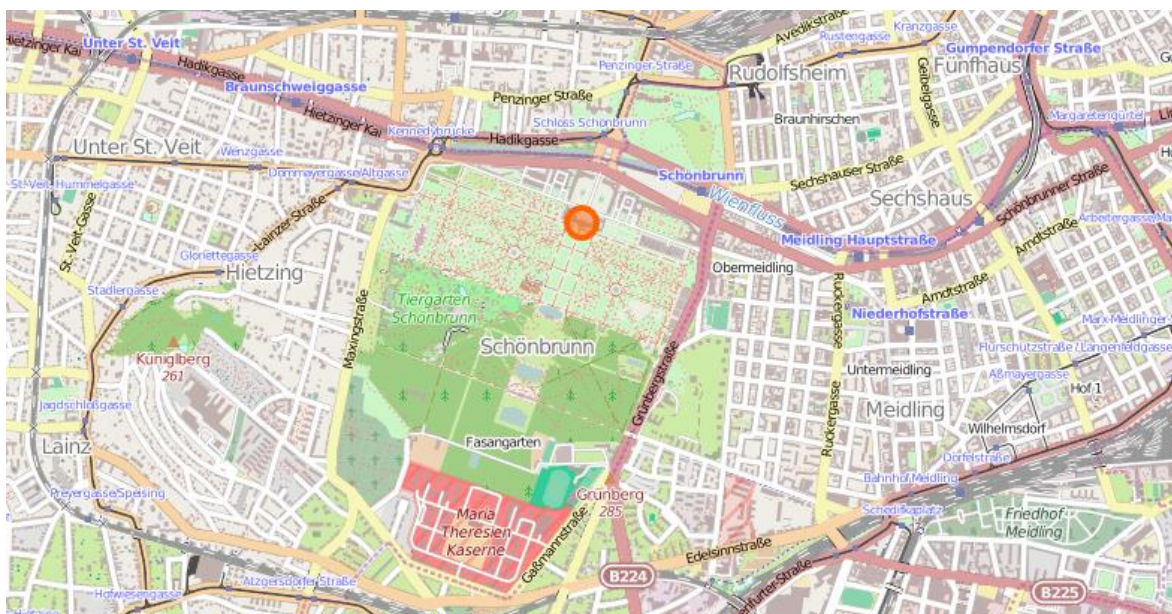 Avedikstraße
Kranzgasse
Rustengasse
Unter St. Veit
Hietzinger Kai
Hadikgasse
Gumpendorfer Straße
Fünfhaus
Penzinger Straße
Rudolfsheim
Geibelgasse
Braunschweiggasse
Penzinger Straße
Hietzinger Kai
Schloss Schönbrunn
Braunhirschen
Margaretengürtel
Kennedybrücke
Hadikgasse
Unter St. Veit
Wenzgasse
Dommayergasse/Altgasse
Sechshauser Straße
Schönbrunn
St. Veit, Hummelgasse
Wienfluss
Sechshaus
Schönbrunner Straße
St.-Veit-Gasse
Lainzer Straße
Meidling Hauptstraße
Arndtstraße
Gloriettegasse
Hietzing
Obermeidling
Stadlergasse
Tiergarten
Schönbrunn
Maxingstraße
Ruckergasse
Arndtstraße
Niederhofstraße
Schönbrunn
Grünbergstraße
Flurschützstraße / Längenfeldgasse
Küniglberg
261
Untermeidling
Aßmayergasse
Hof 1
Jagdschloßgasse
Meidling
Ruckergasse
Wilhelmsdorf
Lainz
Fasangarten
Dörfelstraße
Bahnhof Meidling
Preyergasse/Speising
Grünberg
285
Schedifkaplatz
Maria
Theresien
Kaserne
Friedhof
Meidling
Gaßmannstraße
Edelsinnstraße
Atzgersdorfer Straße
B224
Hofwiesengasse
B225